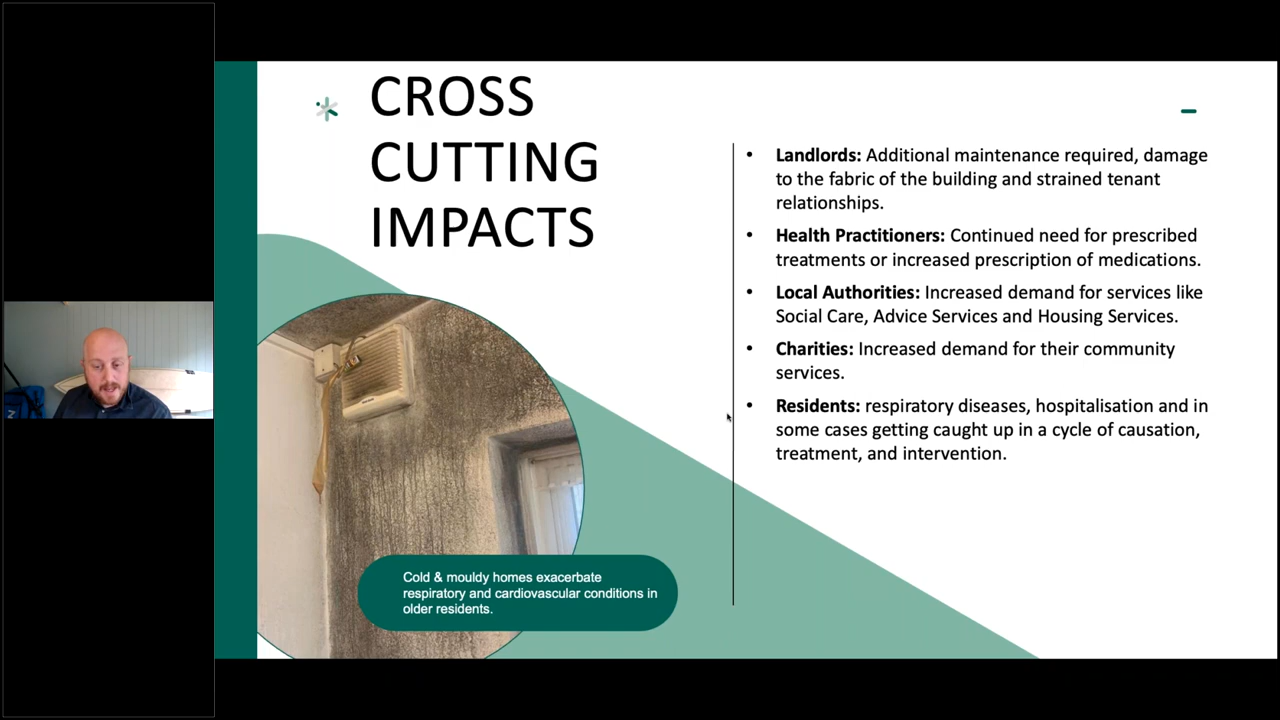 CROSS
CUTTING
IMPACTS
• Landlords: Additional maintenance required, damage
to the fabric of the building and strained tenant
relationships.
• Health Practitioners: Continued need for prescribed
treatments or increased prescription of medications.
• Local Authorities: Increased demand for services like
Social Care, Advice Services and Housing Services.
• Charities: Increased demand for their community
services.
• Residents: respiratory diseases, hospitalisation and in
some cases getting caught up in a cycle of causation,
treatment, and intervention.
Cold & mouldy homes exacerbate
respiratory and cardiovascular conditions in
older residents.